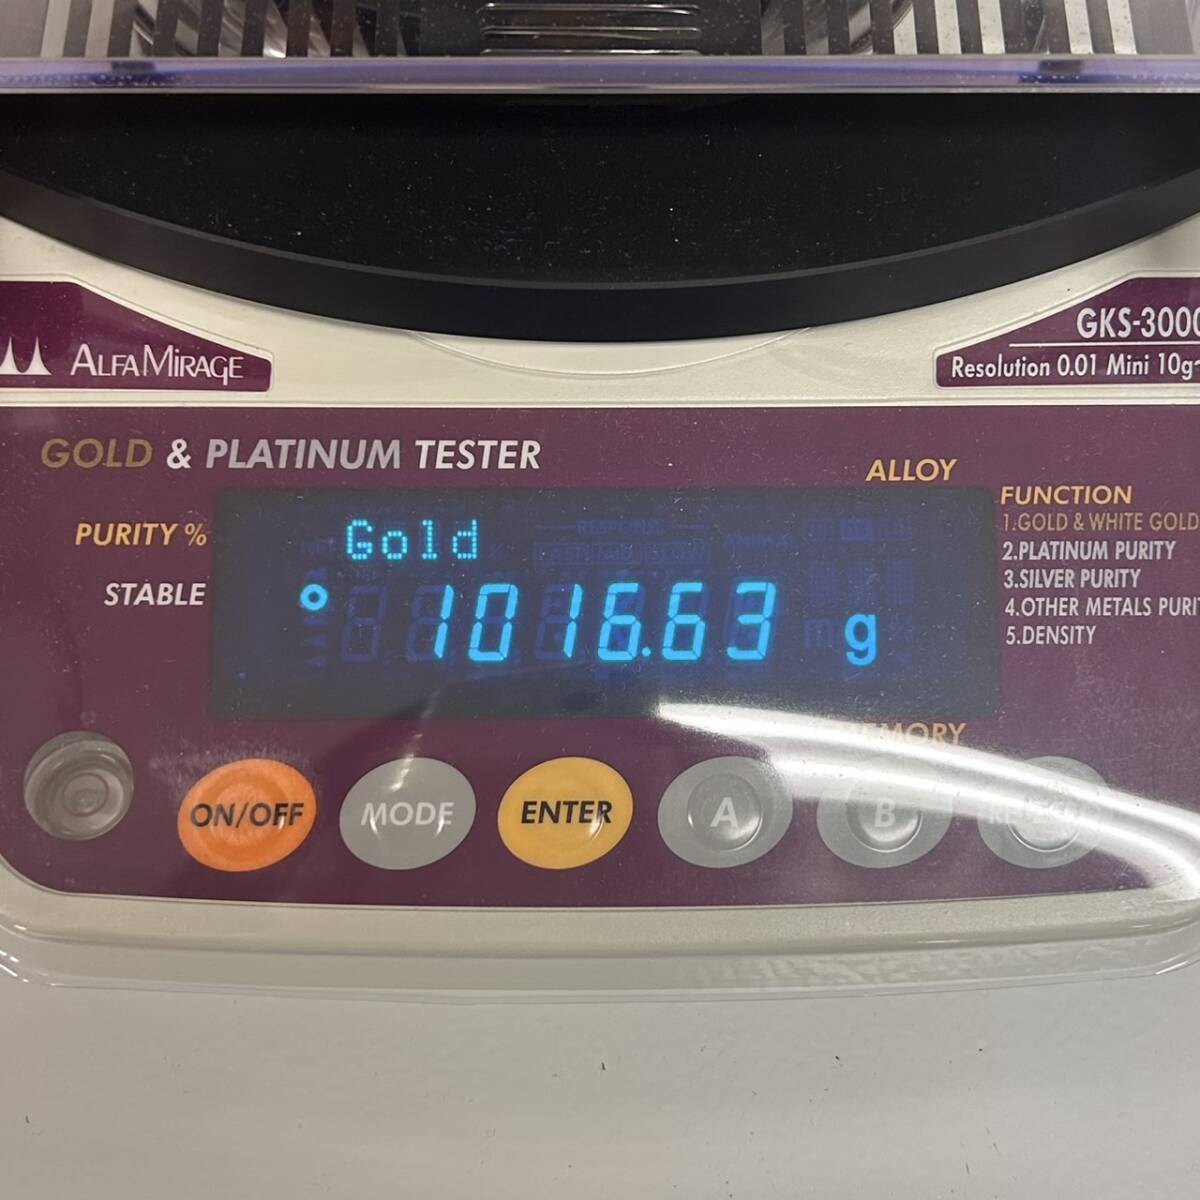 ALFA MIRAGE
GKS-3000
Resolution 0.01 Mini 10g~
GOLD & PLATINUM TESTER
ALLOY
PURITY %
STABLE
Gold
1016.63 g
FUNCTION
1.GOLD & WHITE GOLD
2.PLATINUM PURITY
3.SILVER PURITY
4.OTHER METALS PURIT
5.DENSITY
MEMORY
ON/OFF
MODE
ENTER
A
B